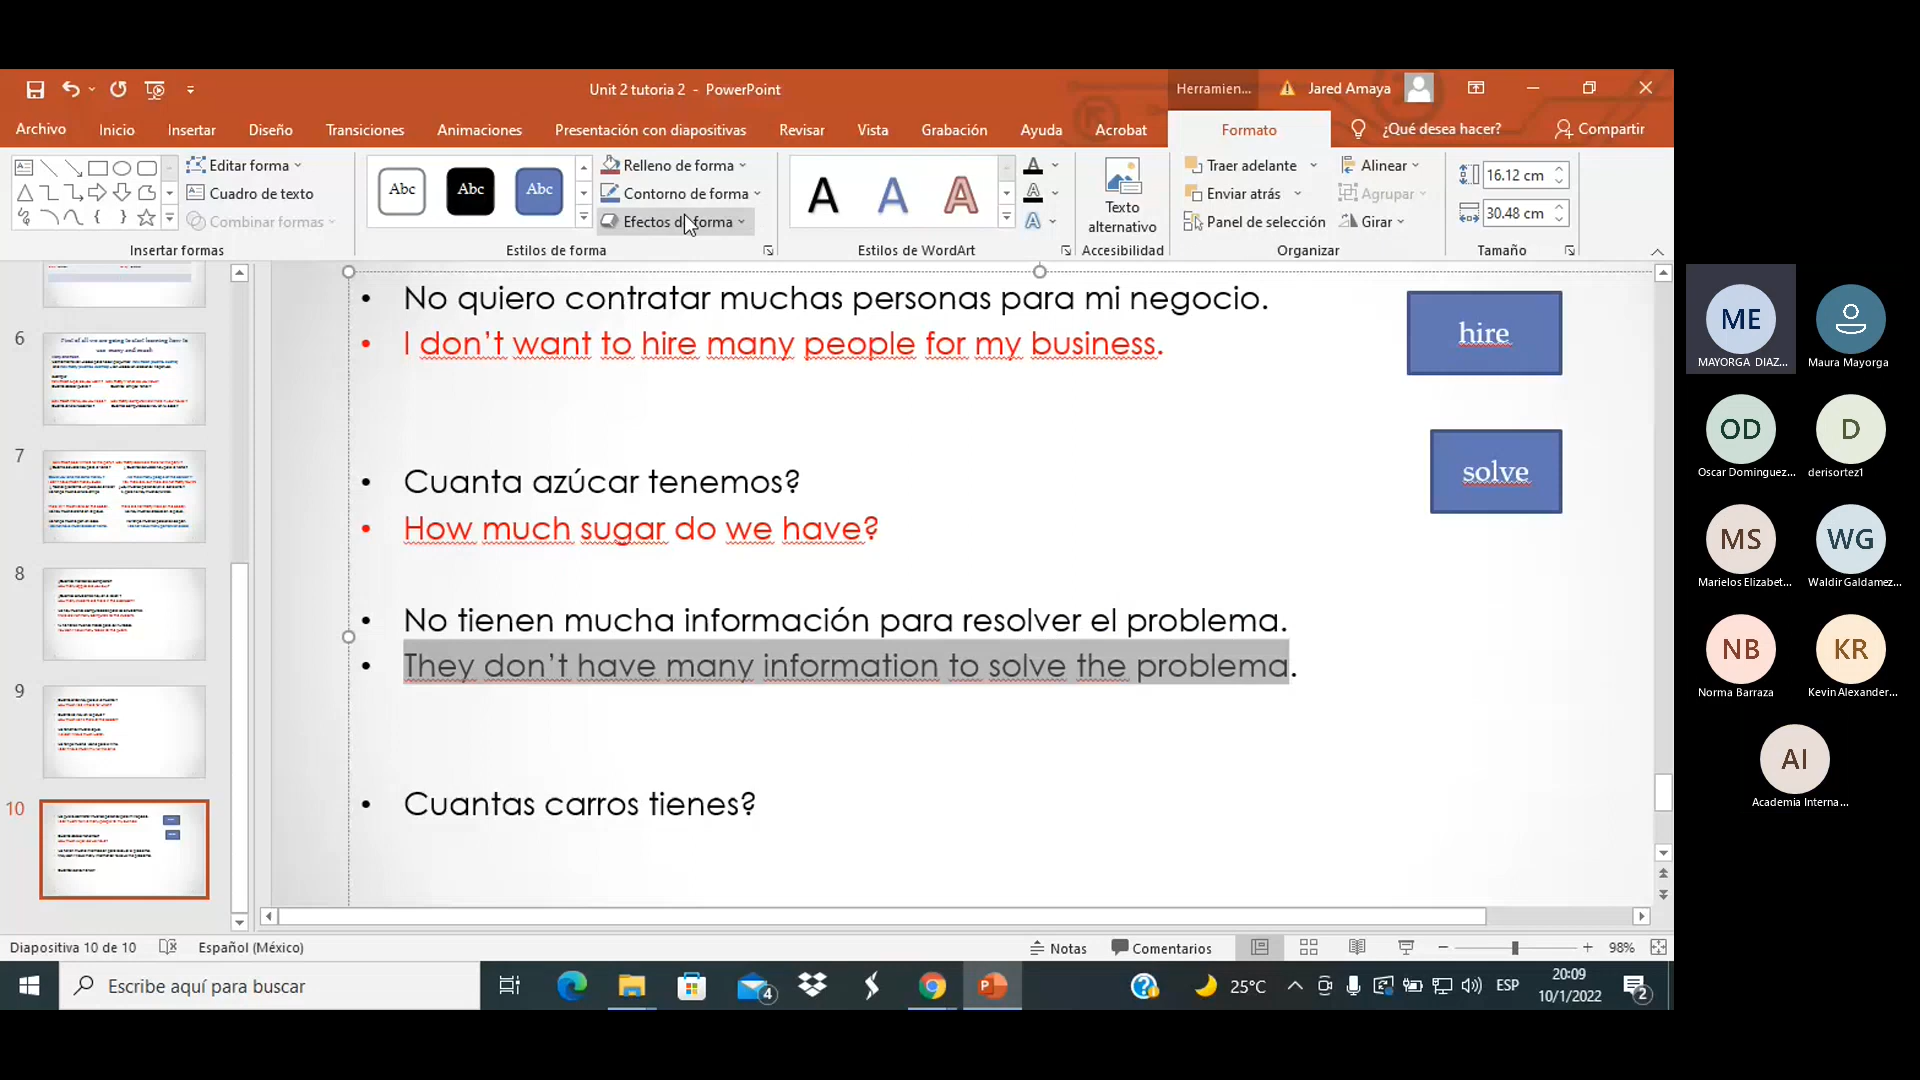 Unit 2 tutoria 2 - PowerPoint
Herramien...
Jared Amaya
Archivo Inicio Insertar Diseño Transiciones Animaciones Presentación con diapositivas Revisar Vista Grabación Ayuda Acrobat Formato ¿Qué desea hacer? Compartir
Editar forma
Cuadro de texto
Combinar formas
Insertar formas
Abc Abc Abc
Relleno de forma
Contorno de forma
Efectos de forma
Estilos de forma
A A A
Estilos de WordArt
Texto
alternativo
Accesibilidad
Traer adelante
Enviar atrás
Panel de selección
Alinear
Agrupar
Girar
Organizar
16.12 cm
30.48 cm
Tamaño
6
7
8
9
10
• No quiero contratar muchas personas para mi negocio.
• I don’t want to hire many people for my business.
hire
solve
• Cuanta azúcar tenemos?
• How much sugar do we have?
• No tienen mucha información para resolver el problema.
• They don’t have many information to solve the problema.
• Cuantas carros tienes?
Diapositiva 10 de 10 Español (México) Notas Comentarios 98%
Escribe aquí para buscar
4
25°C
ESP
20:09
10/1/2022
2
ME
MAYORGA DIAZ...
Maura Mayorga
OD
Oscar Dominguez...
D
derisortez1
MS
Marielos Elizabet...
WG
Waldir Galdamez...
NB
Norma Barraza
KR
Kevin Alexander...
AI
Academia Interna...